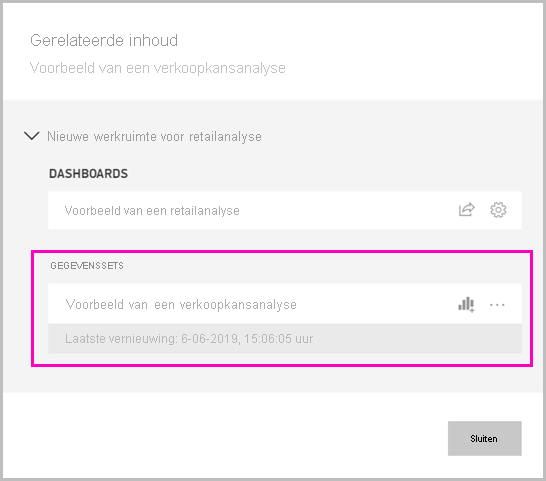 Gerelateerde inhoud
Voorbeeld van een verkoopkansanalyse
Nieuwe werkruimte voor retailanalyse
DASHBOARDS
Voorbeeld van een retailanalyse
GEGEVENSSETS
Voorbeeld van een verkoopkansanalyse
Laatste vernieuwing: 6-06-2019, 15:06:05 uur
Sluiten